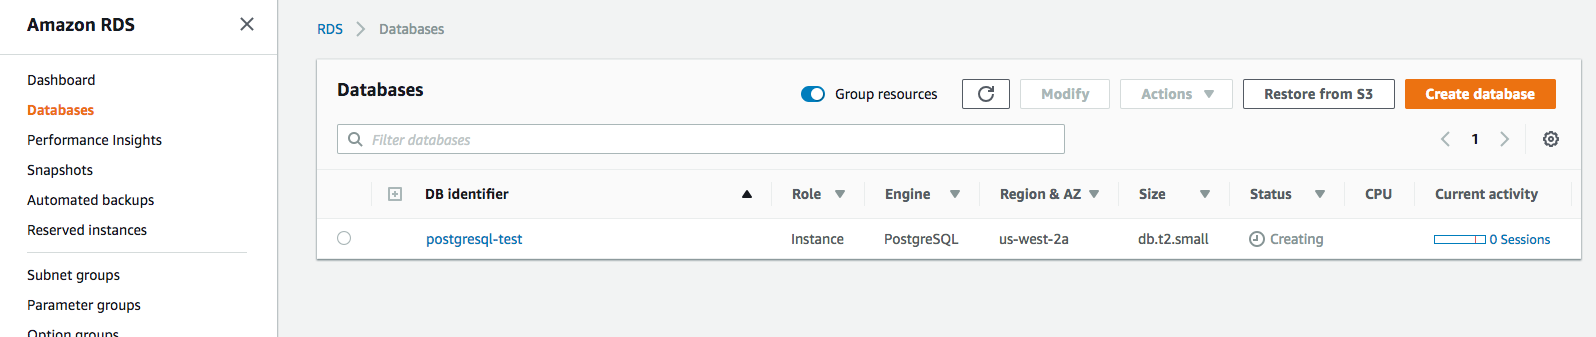 Amazon RDS
Dashboard
Databases
Performance Insights
Snapshots
Automated backups
Reserved instances
Subnet groups
Parameter groups
Option groups
RDS > Databases
Databases
Group resources
Modify
Actions
Restore from S3
Create database
Filter databases
1
DB identifier Role Engine Region & AZ Size Status CPU Current activity
postgresql-test Instance PostgreSQL us-west-2a db.t2.small Creating 0 Sessions